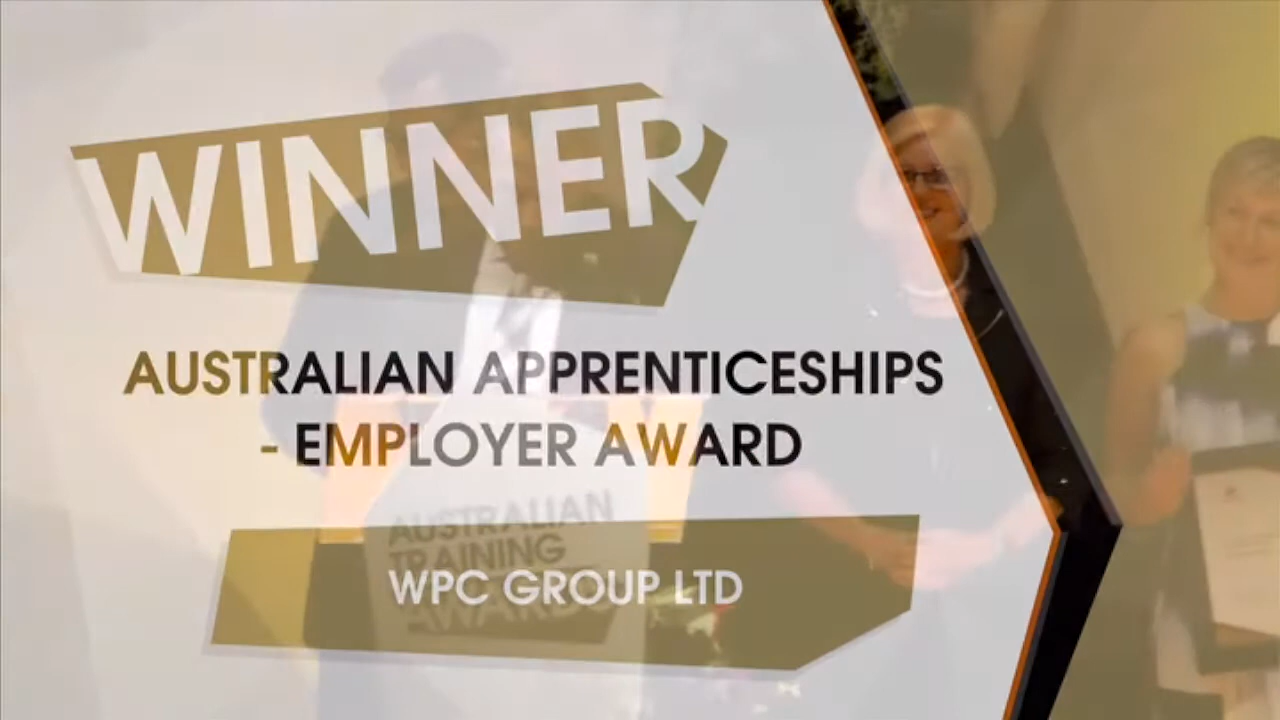 WINNER
AUSTRALIAN APPRENTICESHIPS
- EMPLOYER AWARD
AUSTRALIAN
TRAINING
WPC GROUP LTD
AWARDS